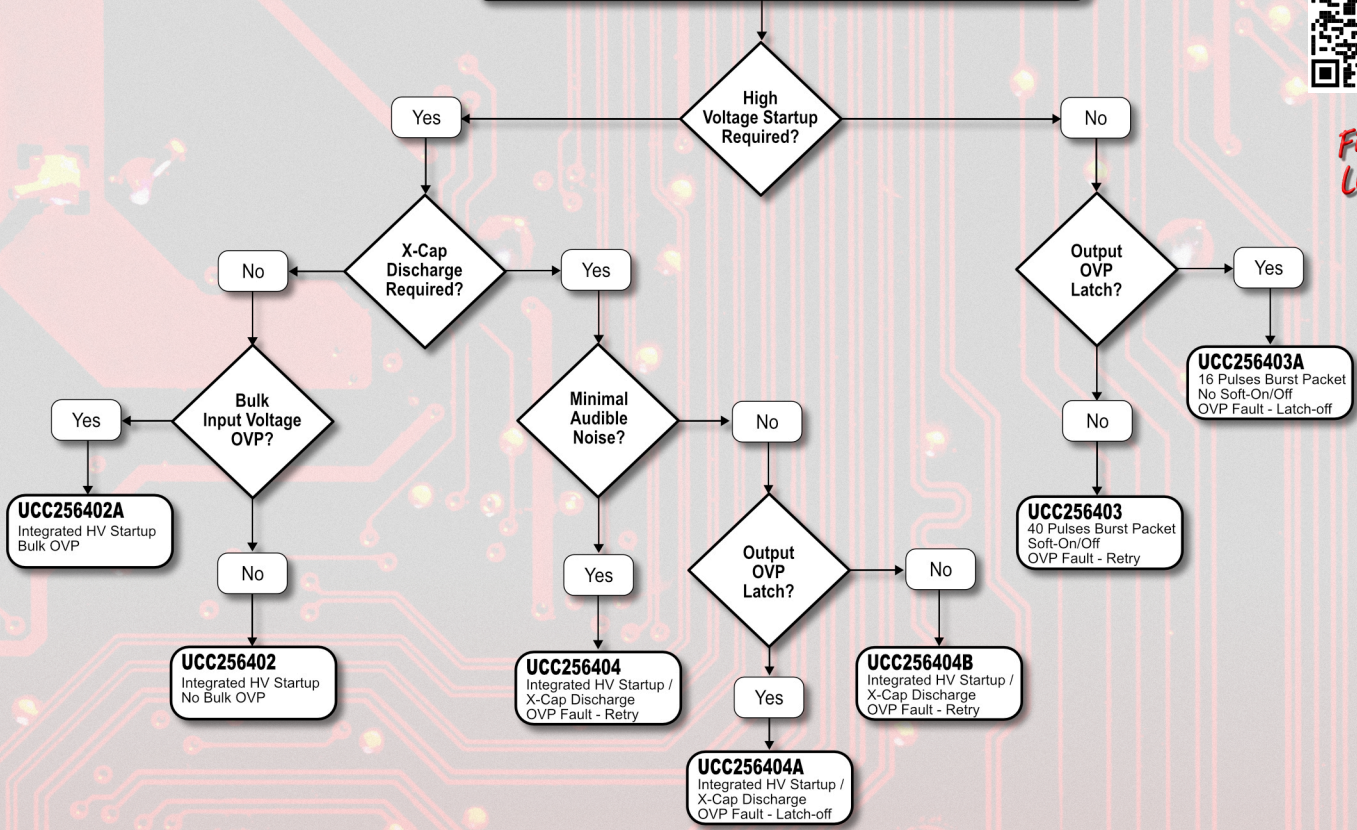 High
Voltage Startup
Required?
Yes
No
X-Cap
Discharge
Required?
Output
OVP
Latch?
No
Yes
Yes
Bulk
Input Voltage
OVP?
Minimal
Audible
Noise?
UCC256403A
16 Pulses Burst Packet
No Soft-On/Off
OVP Fault - Latch-off
Yes
No
No
UCC256402A
Integrated HV Startup
Bulk OVP
UCC256403
40 Pulses Burst Packet
Soft-On/Off
OVP Fault - Retry
No
Yes
Output
OVP
Latch?
No
UCC256402
Integrated HV Startup
No Bulk OVP
UCC256404
Integrated HV Startup /
X-Cap Discharge
OVP Fault - Retry
UCC256404B
Integrated HV Startup /
X-Cap Discharge
OVP Fault - Retry
Yes
UCC256404A
Integrated HV Startup /
X-Cap Discharge
OVP Fault - Latch-off